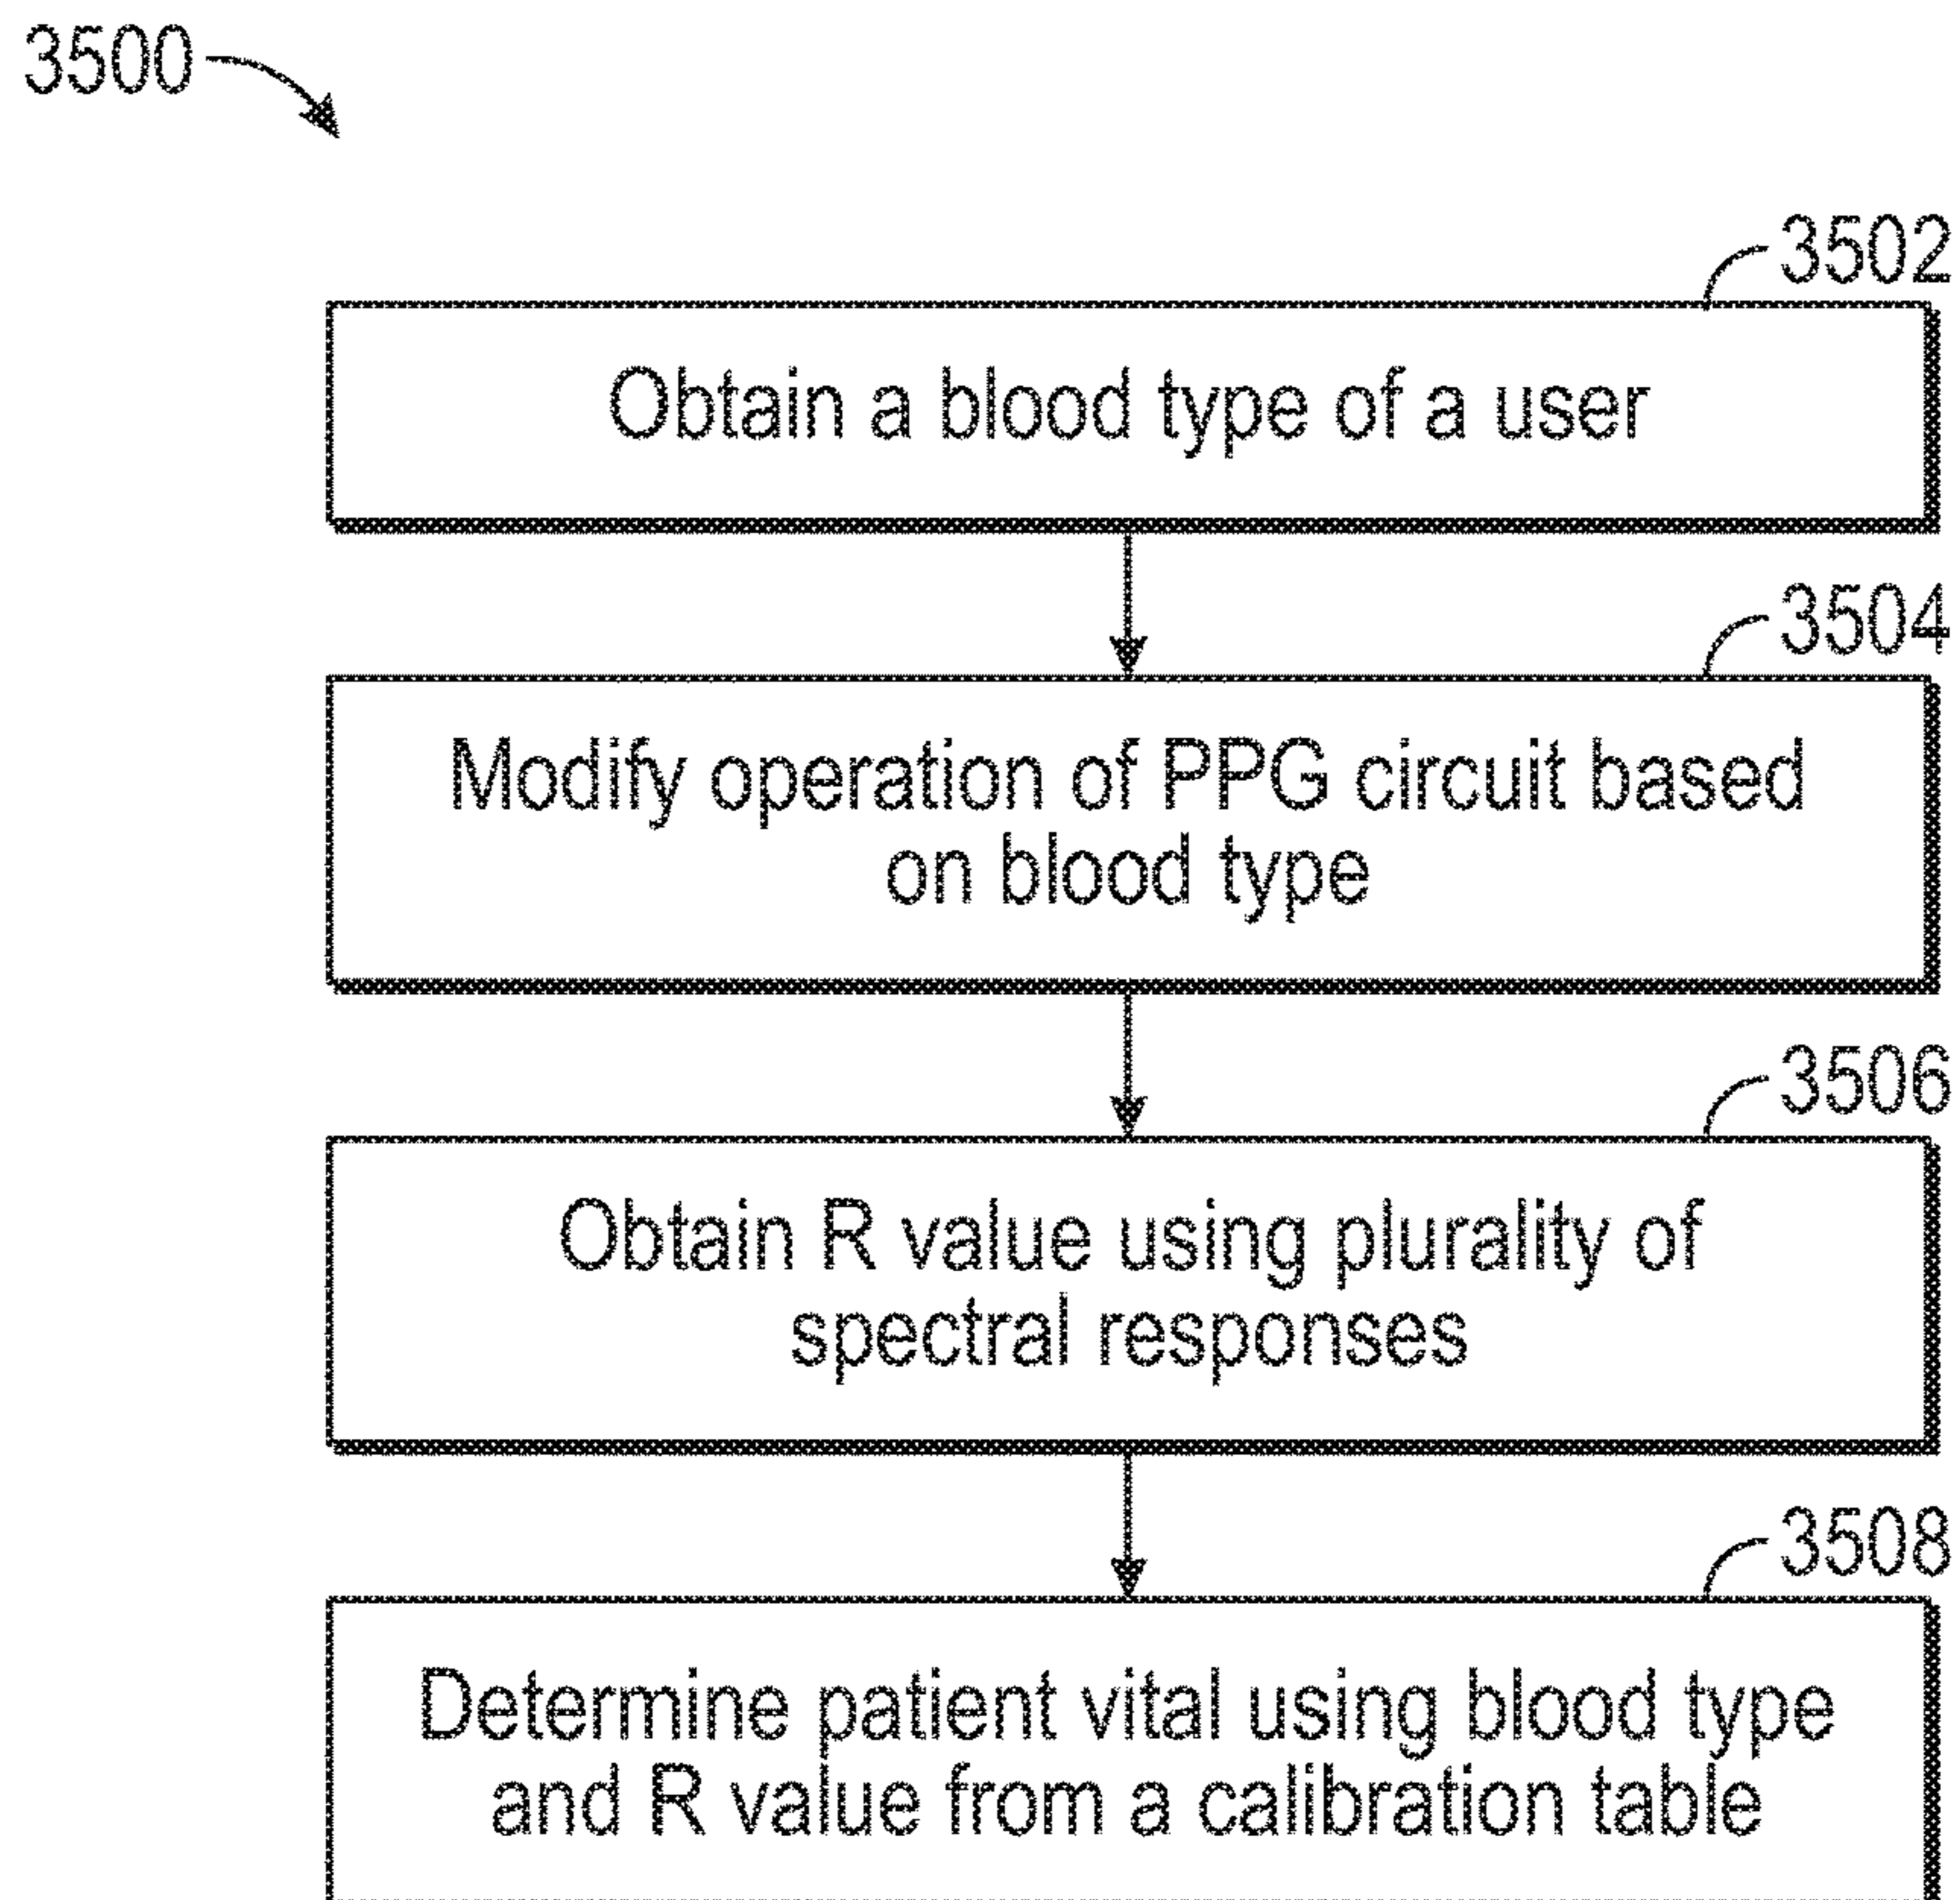 3500
3502
Obtain a blood type of a user
3504
Modify operation of PPG circuit based
on blood type
3506
Obtain R value using plurality of
spectral responses
3508
Determine patient vital using blood type
and R value from a calibration table